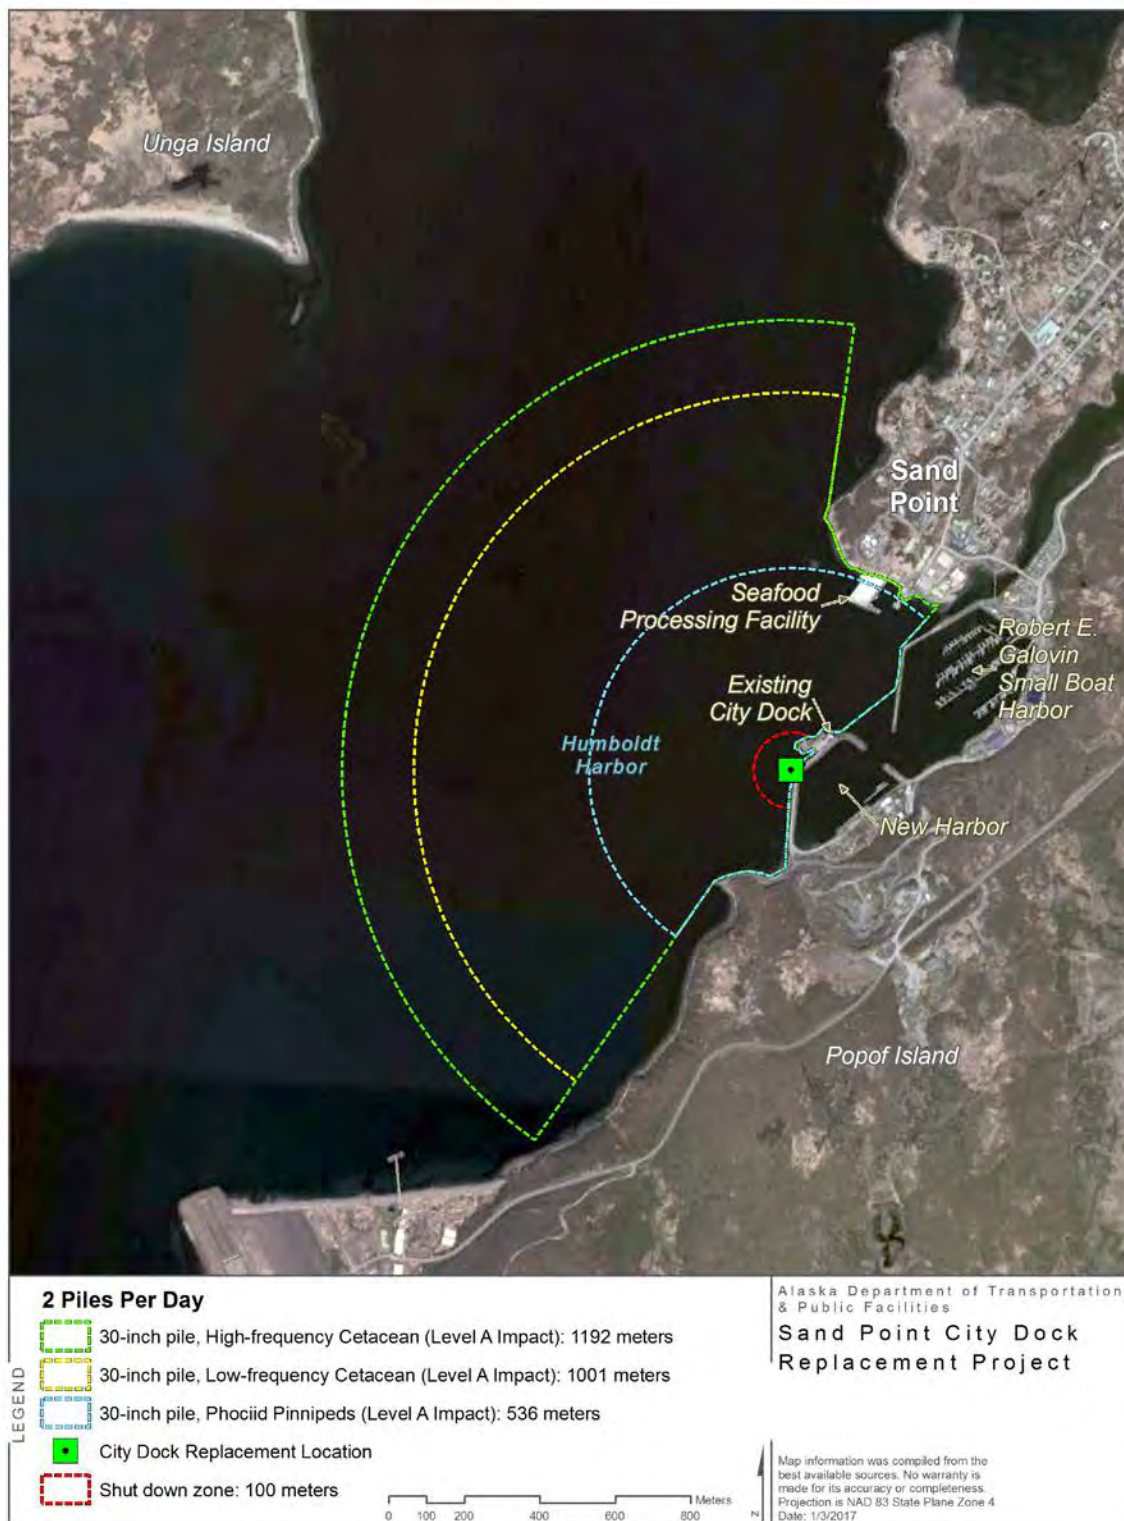 Unga Island
Sand
Point
Seafood
Processing Facility
Robert E.
Galovin
Small Boat
Harbor
Existing
City Dock
Humboldt
Harbor
New Harbor
Popof Island
LEGEND
2 Piles Per Day
30-inch pile, High-frequency Cetacean (Level A Impact): 1192 meters
30-inch pile, Low-frequency Cetacean (Level A Impact): 1001 meters
30-inch pile, Phociid Pinnipeds (Level A Impact): 536 meters
City Dock Replacement Location
Shut down zone: 100 meters
Meters
0 100 200 400 600 800
N
Alaska Department of Transportation
& Public Facilities
Sand Point City Dock
Replacement Project
Map information was compiled from the
best available sources. No warranty is
made for its accuracy or completeness.
Projection is NAD 83 State Plane Zone 4
Date: 1/3/2017